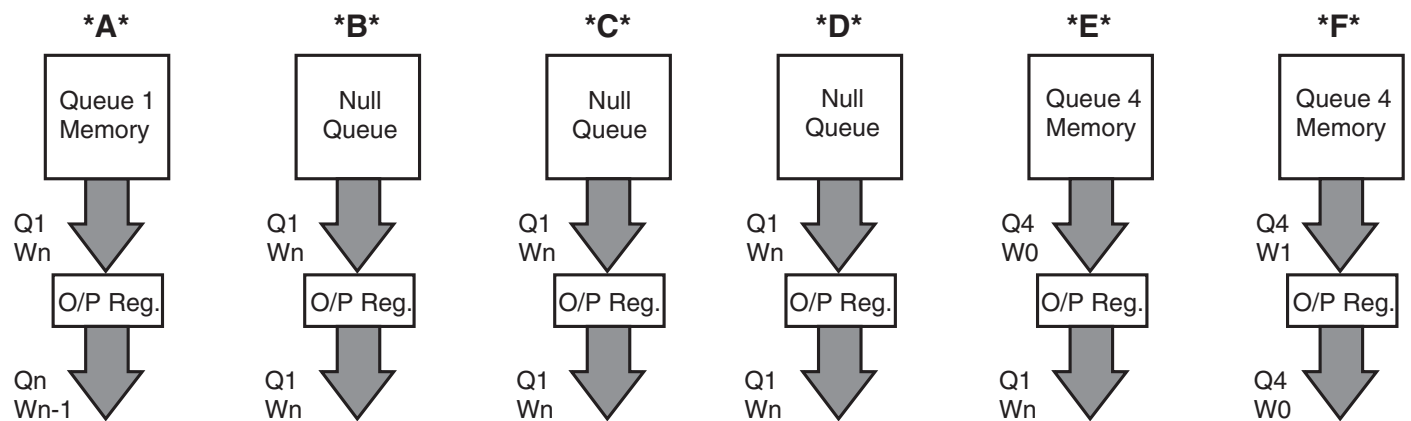 *A* *B* *C* *D* *E* *F*
Queue 1 Null Null Null Queue 4 Queue 4
Memory Queue Queue Queue Memory Memory
Q1 Q1 Q1 Q1 Q4 Q4
Wn Wn Wn Wn W0 W1
O/P Reg. O/P Reg. O/P Reg. O/P Reg. O/P Reg. O/P Reg.
Qn Q1 Q1 Q1 Q1 Q4
Wn-1 Wn Wn Wn Wn W0